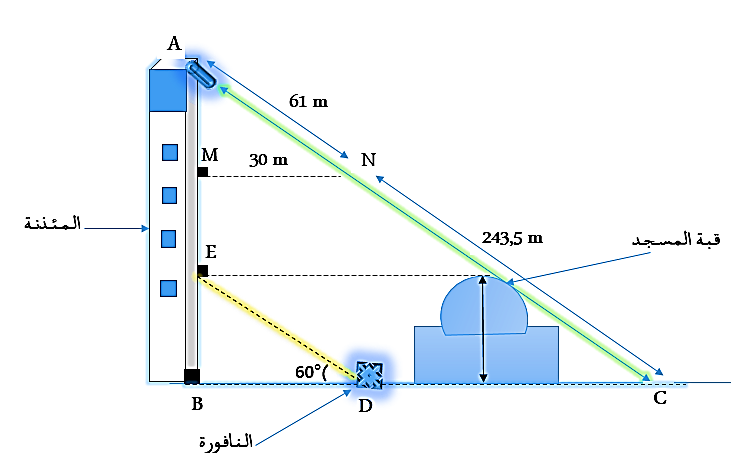 A
61 m
M
30 m
N
المئذنة
E
243,5 m
قبة المسجد
60°(
B
D
C
النافورة